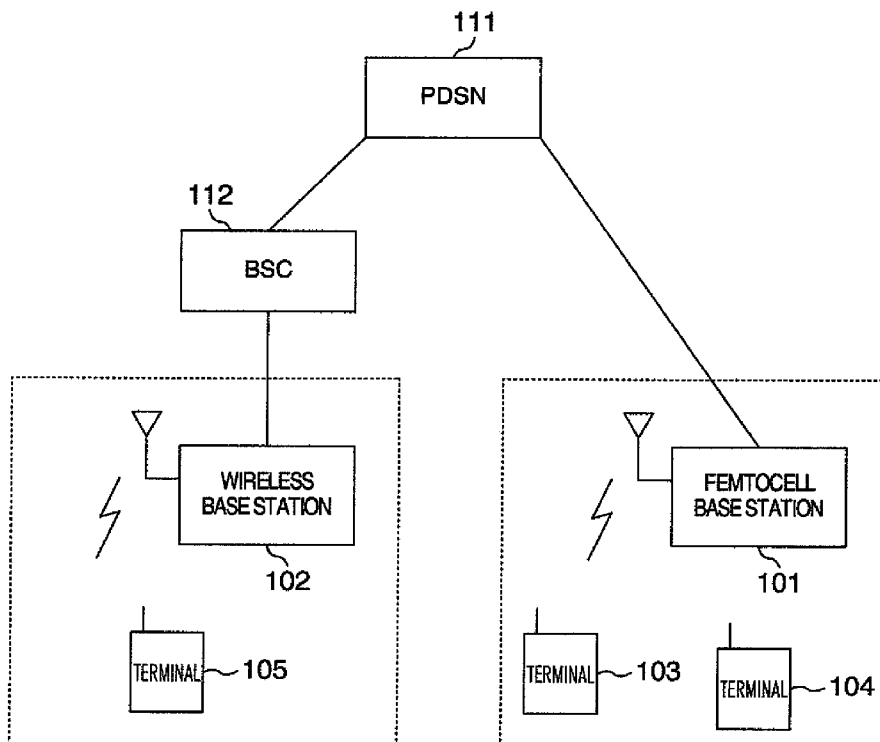 111
PDSN
112
BSC
WIRELESS
BASE STATION
102
FEMTOCELL
BASE STATION
101
TERMINAL
105
TERMINAL
103
TERMINAL
104